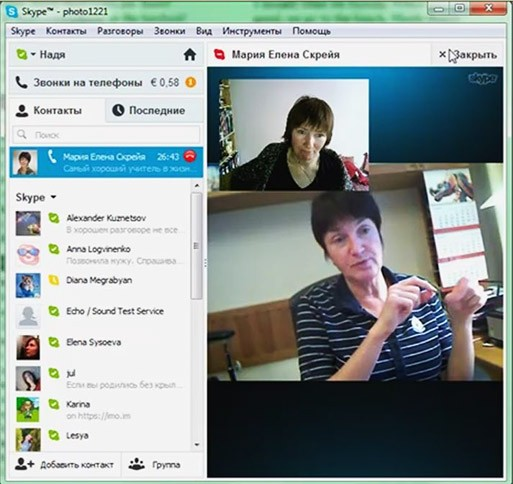 Skype™ - photo1221
Skype Контакты Разговоры Звонки Вид Инструменты Помощь
Надя
Звонки на телефоны € 0,58
Контакты
Последние
Поиск
Мария Елена Скрейя 26:43
Самый хороший учитель в жизн...
Skype
Alexander Kuznetsov
В хорошем разговоре не все...
Anna Logvinenko
Позвонила нужу. Спрашива...
Diana Megrabyan
Echo / Sound Test Service
Elena Sysoeva
jul
Если вы родились без крыл...
Karina
on https://imo.im
Lesya
Добавить контакт
Группа
Мария Елена Скрейя
× Закрыть
skype